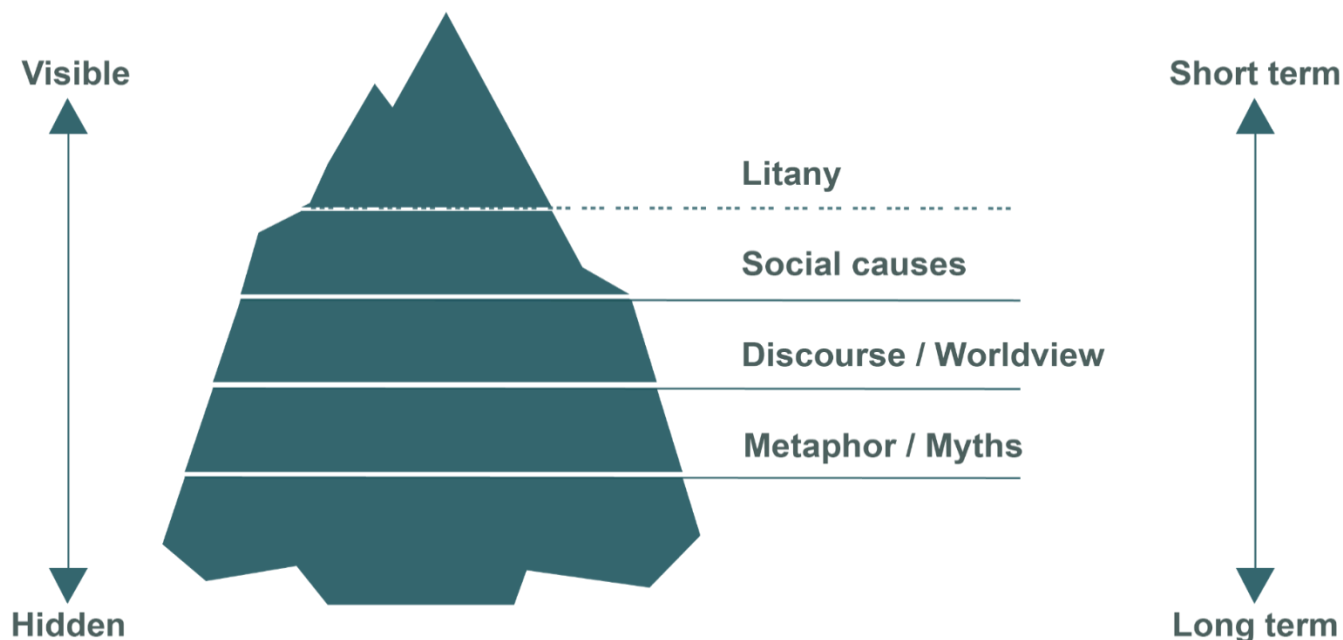 Visible
Short term
Litany
Social causes
Discourse / Worldview
Metaphor / Myths
Hidden
Long term